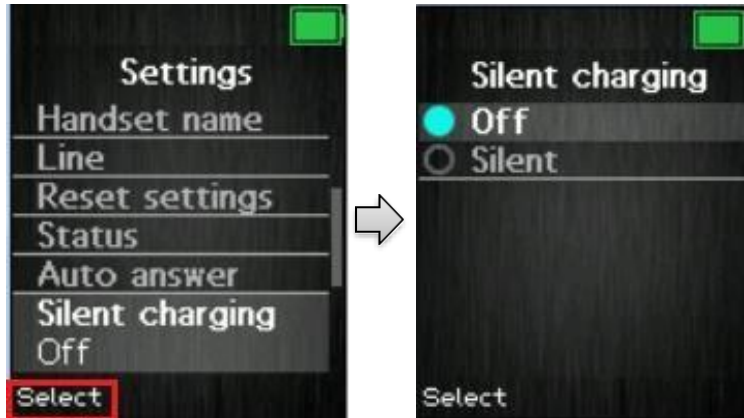 Settings
Handset name
Line
Reset settings
Status
Auto answer
Silent charging
Off
Select
Silent charging
Off
Silent
Select